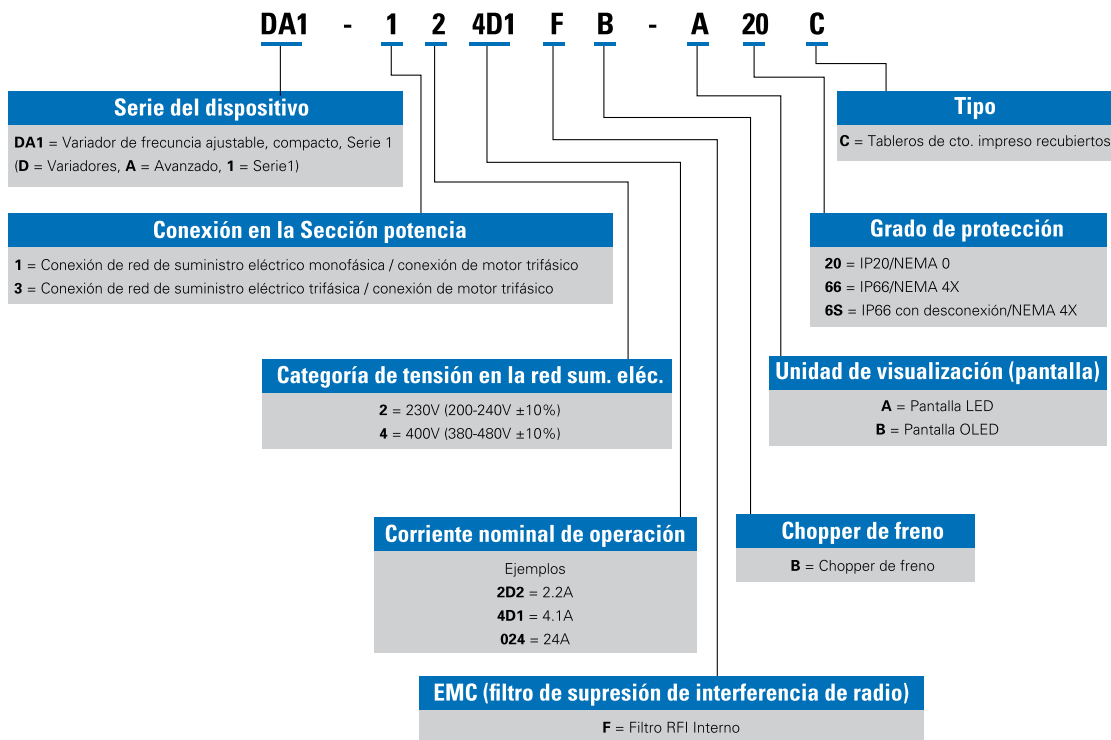 DA1 - 1 2 4D1 F B - A 20 C
Serie del dispositivo
DA1 = Variador de frecuncia ajustable, compacto, Serie 1
(D = Variadores, A = Avanzado, 1 = Serie1)
Tipo
C = Tableros de cto. impreso recubiertos
Conexión en la Sección potencia
1 = Conexión de red de suministro eléctrico monofásica / conexión de motor trifásico
3 = Conexión de red de suministro eléctrico trifásica / conexión de motor trifásico
Grado de protección
20 = IP20/NEMA 0
66 = IP66/NEMA 4X
6S = IP66 con desconexión/NEMA 4X
Categoría de tensión en la red sum. eléc.
2 = 230V (200-240V ±10%)
4 = 400V (380-480V ±10%)
Unidad de visualización (pantalla)
A = Pantalla LED
B = Pantalla OLED
Corriente nominal de operación
Ejemplos
2D2 = 2.2A
4D1 = 4.1A
024 = 24A
Chopper de freno
B = Chopper de freno
EMC (filtro de supresión de interferencia de radio)
F = Filtro RFI Interno